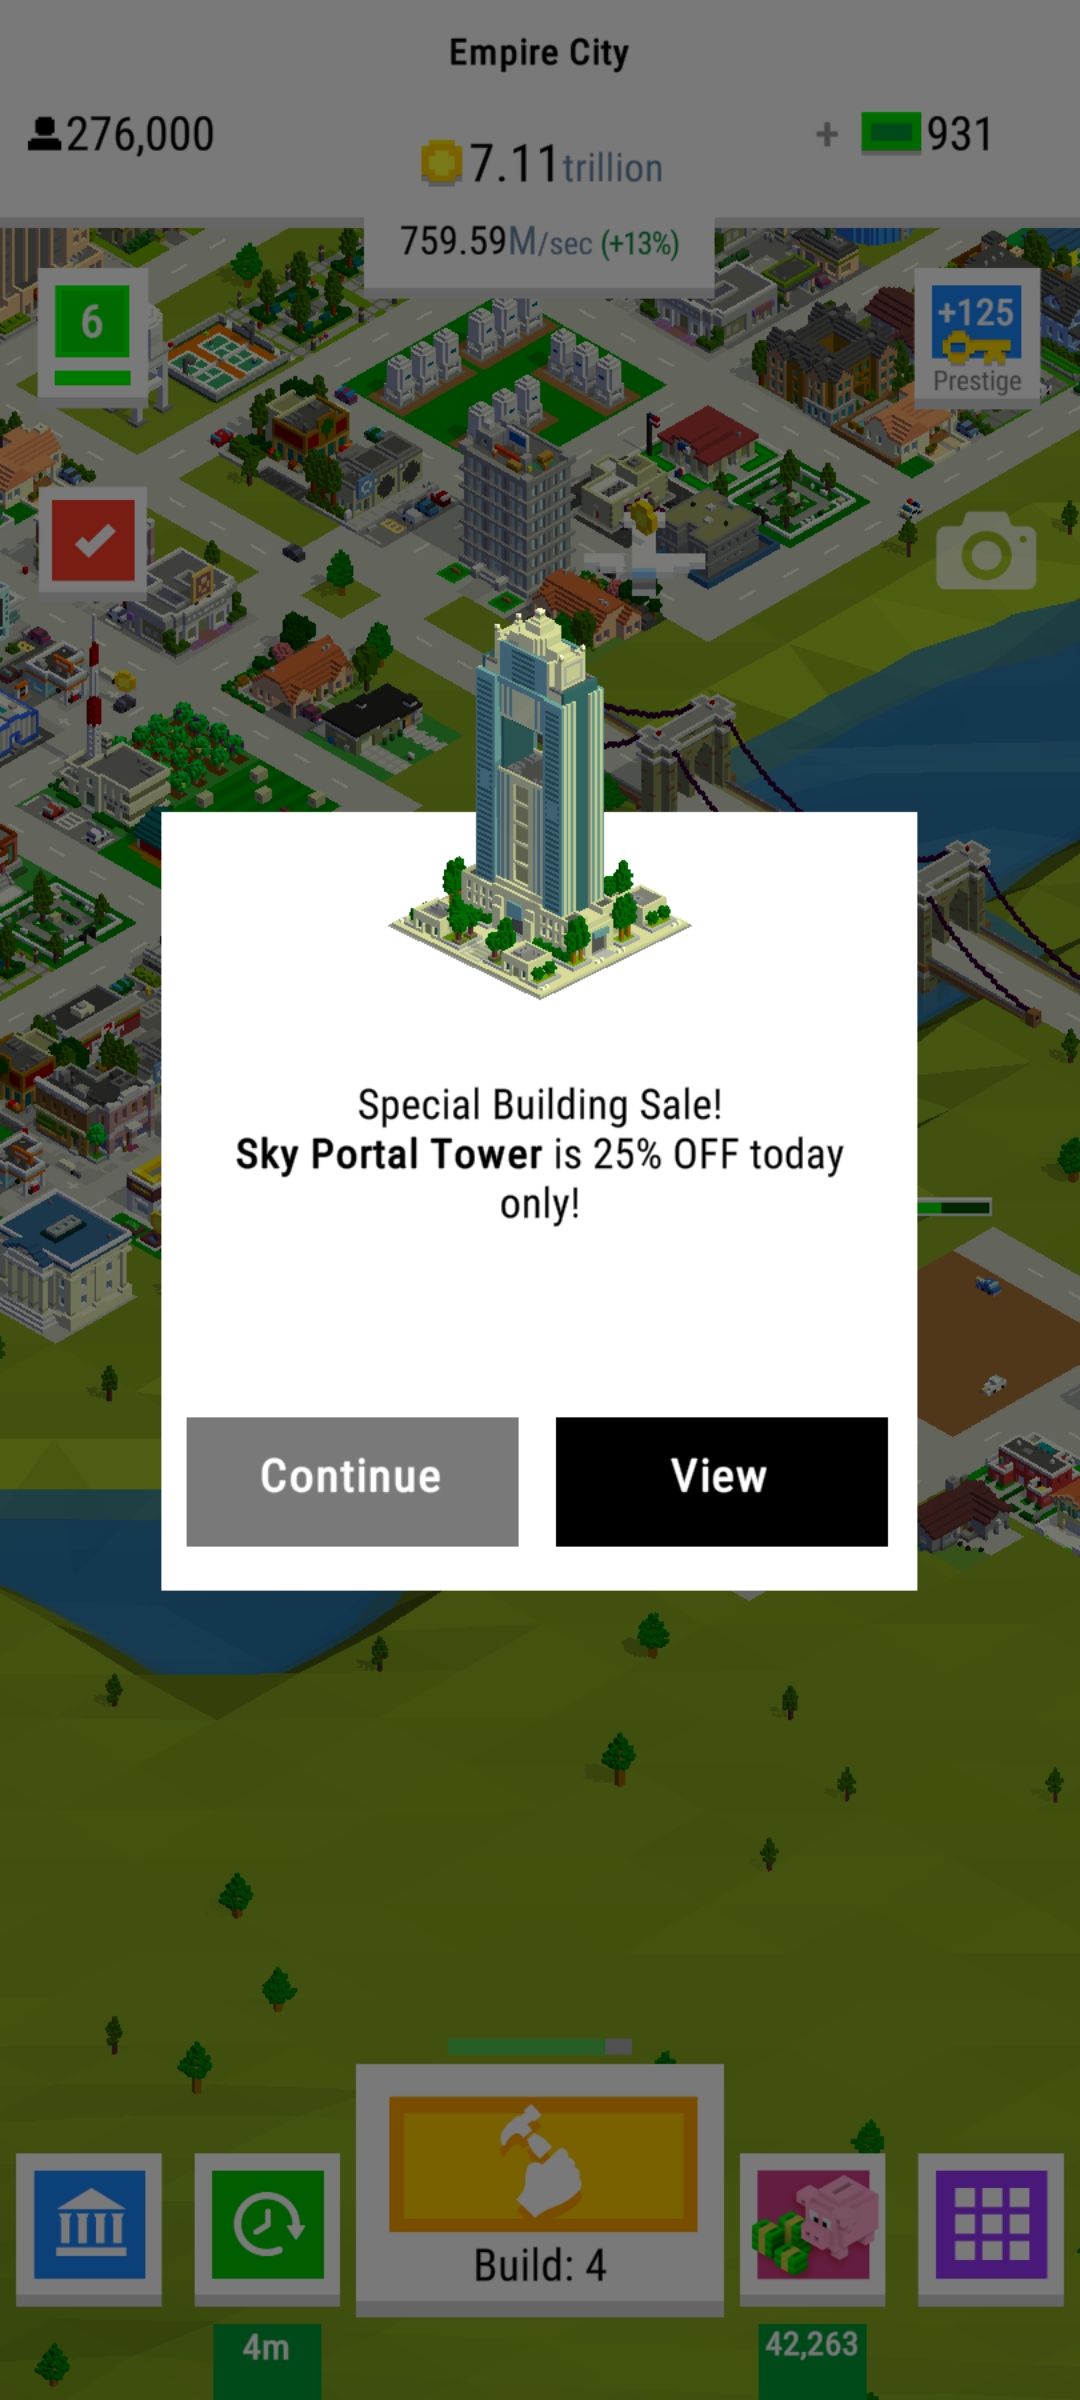 Empire City
276,000
7.11 trillion
+ 931
759.59M/sec (+13%)
6
+125
Prestige
Special Building Sale!
Sky Portal Tower is 25% OFF today
only!
Continue
View
Build: 4
4m
42,263